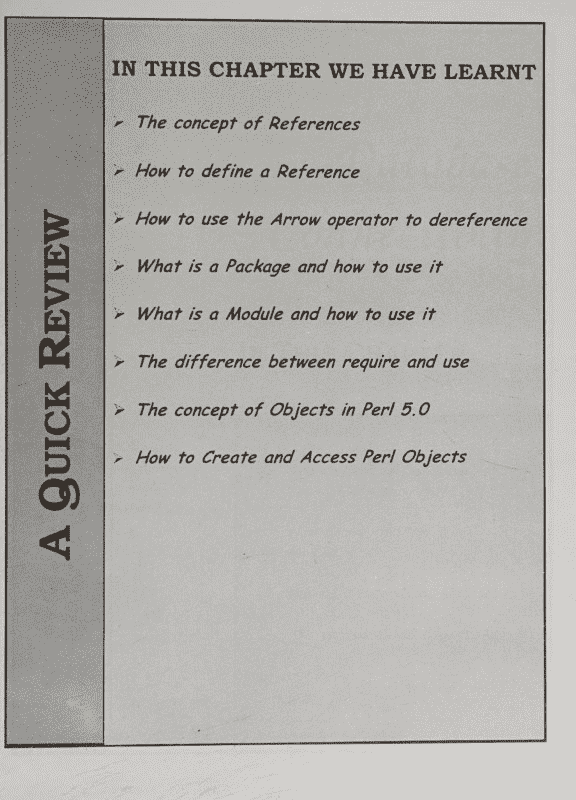 A QUICK REVIEW
IN THIS CHAPTER WE HAVE LEARNT
➢ The concept of References
➢ How to define a Reference
➢ How to use the Arrow operator to dereference
➢ What is a Package and how to use it
➢ What is a Module and how to use it
➢ The difference between require and use
➢ The concept of Objects in Perl 5.0
➢ How to Create and Access Perl Objects